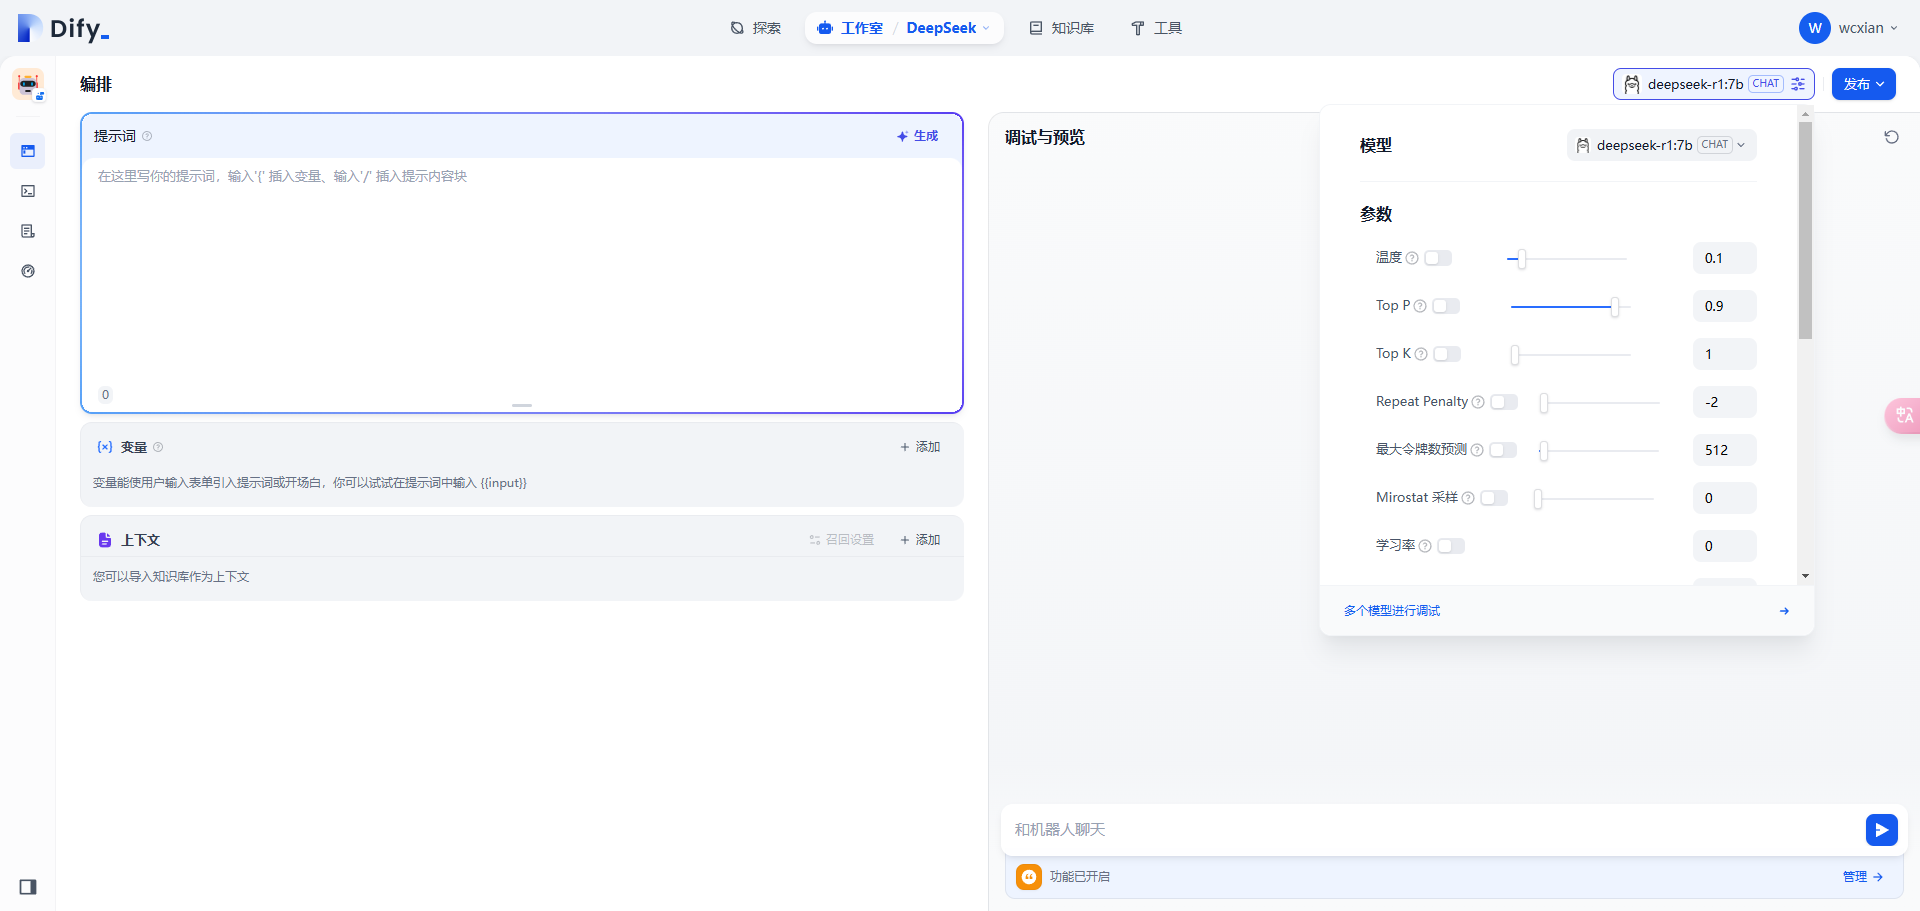 Dify_
探索
工作室 / DeepSeek
知识库
工具
W wcxian
编排
deepseek-r1:7b CHAT
发布
提示词
生成
在这里写你的提示词，输入'{' 插入变量、输入'/' 插入提示内容块
0
{x} 变量
+ 添加
变量能使用户输入表单引入提示词或开场白，你可以试试在提示词中输入 {{input}}
上下文
召回设置
+ 添加
您可以导入知识库作为上下文
调试与预览
模型
deepseek-r1:7b CHAT
参数
温度 0.1
Top P 0.9
Top K 1
Repeat Penalty -2
最大令牌数预测 512
Mirostat 采样 0
学习率 0
多个模型进行调试
中A
和机器人聊天
功能已开启
管理